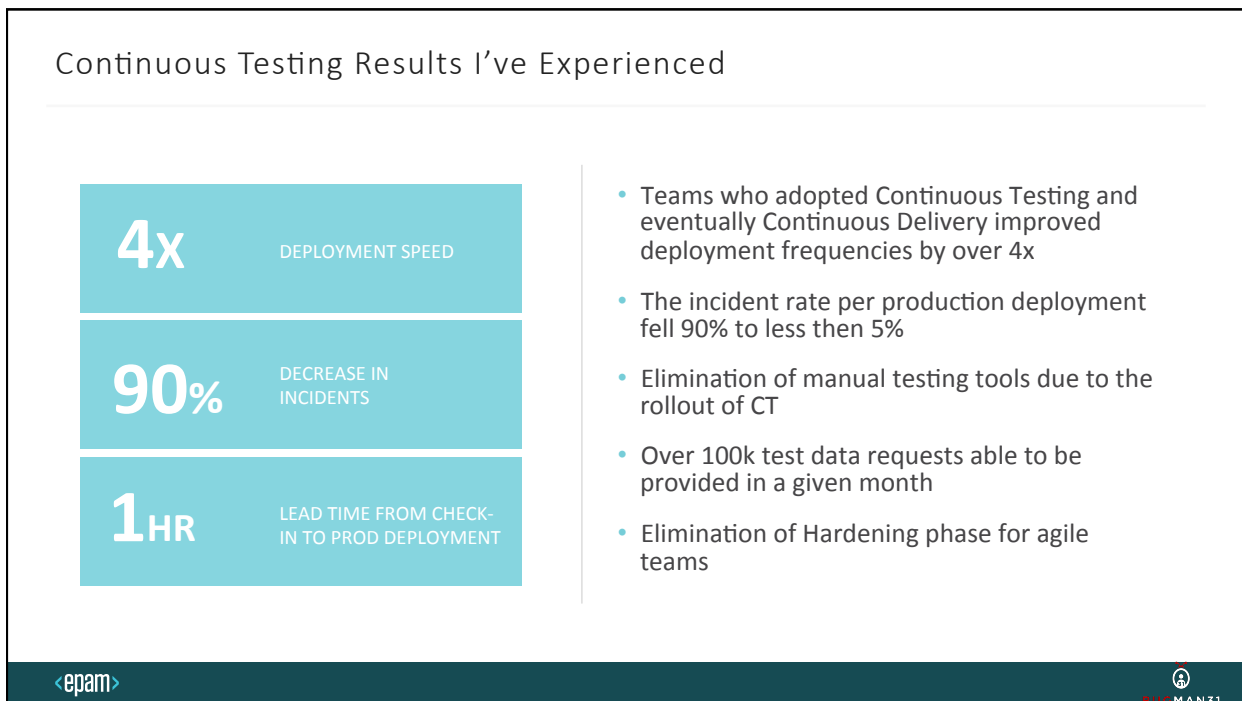 Continuous Testing Results I've Experienced
4x
DEPLOYMENT SPEED
90%
DECREASE IN
INCIDENTS
1HR
LEAD TIME FROM CHECK-
IN TO PROD DEPLOYMENT
• Teams who adopted Continuous Testing and
eventually Continuous Delivery improved
deployment frequencies by over 4x
• The incident rate per production deployment
fell 90% to less then 5%
• Elimination of manual testing tools due to the
rollout of CT
• Over 100k test data requests able to be
provided in a given month
• Elimination of Hardening phase for agile
teams
<epam>